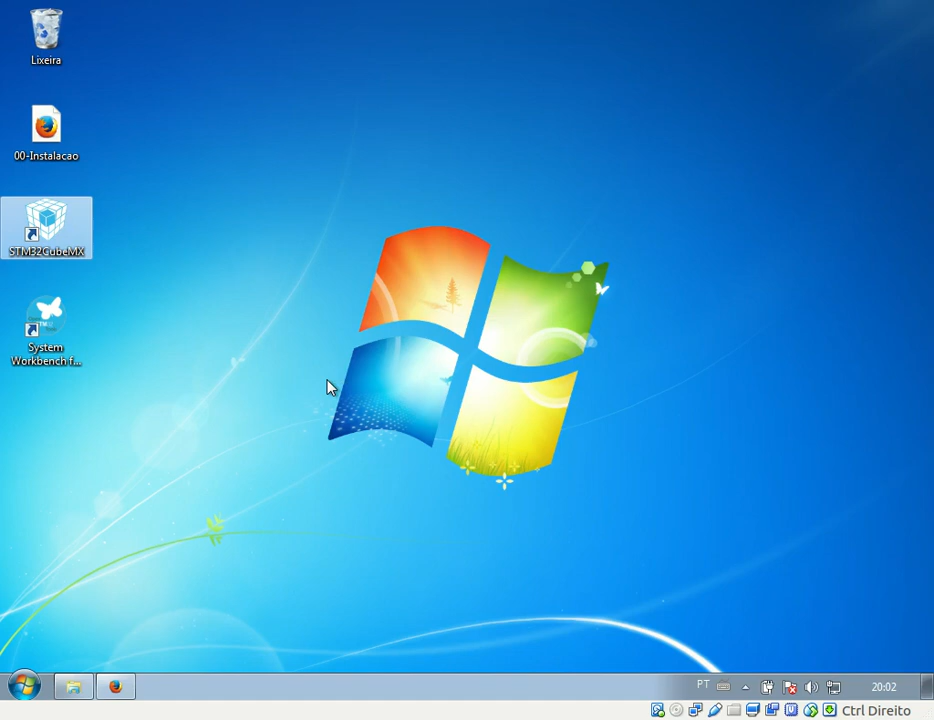 Lixeira
00-Instalacao
STM32CubeMX
System
Workbench f...
PT
20:02
Ctrl Direito